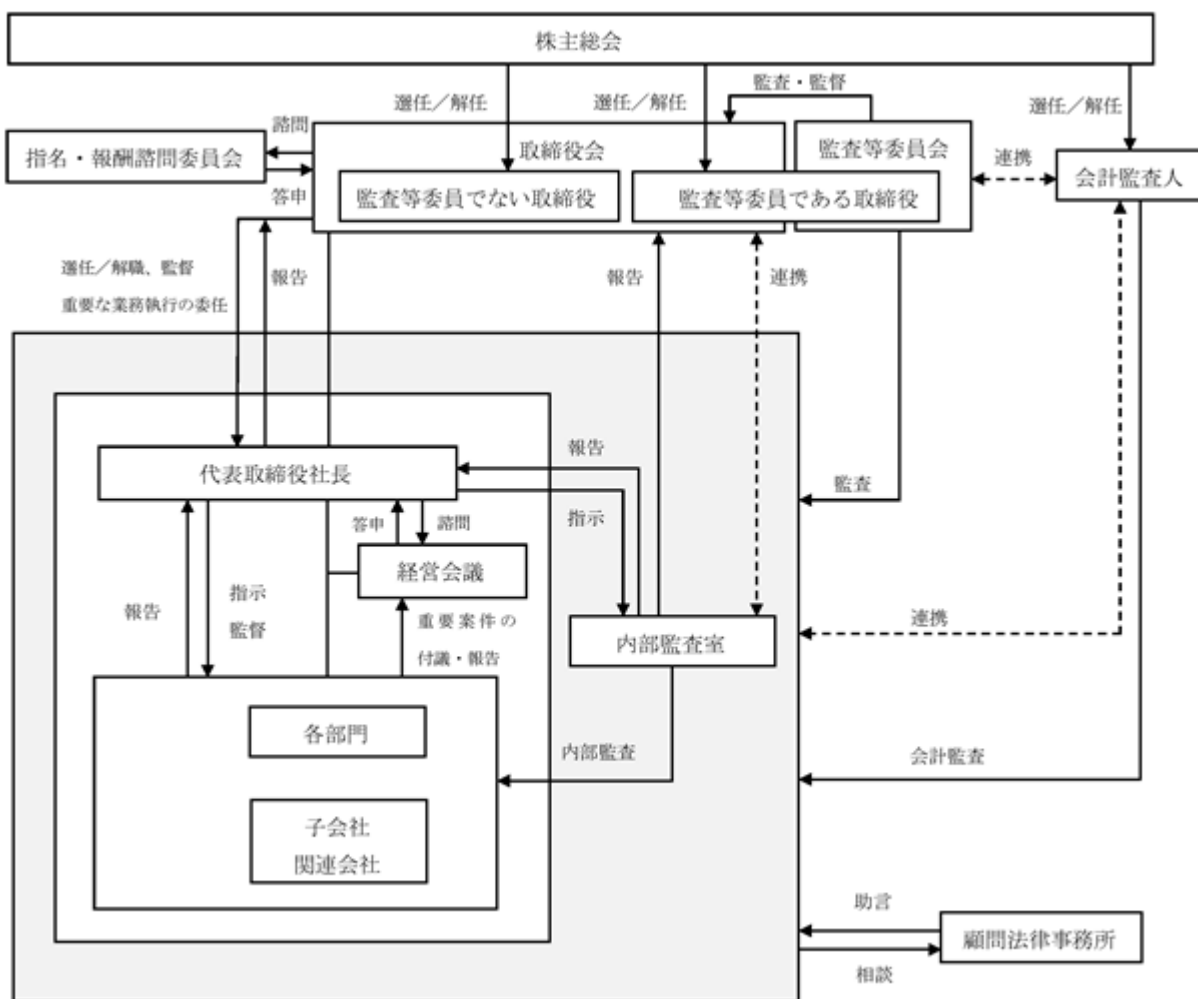 株主総会
選任/解任
選任/解任
監査・監督
選任/解任
諮問
指名・報酬諮問委員会
答申
取締役会
監査等委員でない取締役
監査等委員である取締役
監査等委員会
連携
会計監査人
選任/解職、監督
重要な業務執行の委任
報告
報告
連携
代表取締役社長
報告
指示
監査
答申
諮問
経営会議
報告
指示
監督
重要案件の
付議・報告
内部監査室
連携
各部門
内部監査
会計監査
子会社
関連会社
助言
顧問法律事務所
相談